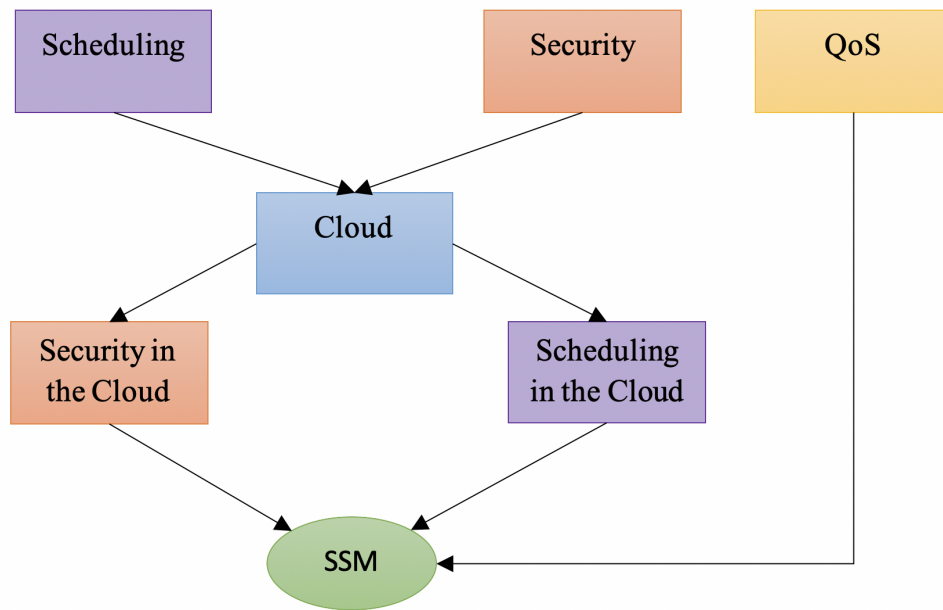 Scheduling
Security
QoS
Cloud
Security in
the Cloud
Scheduling
in the Cloud
SSM